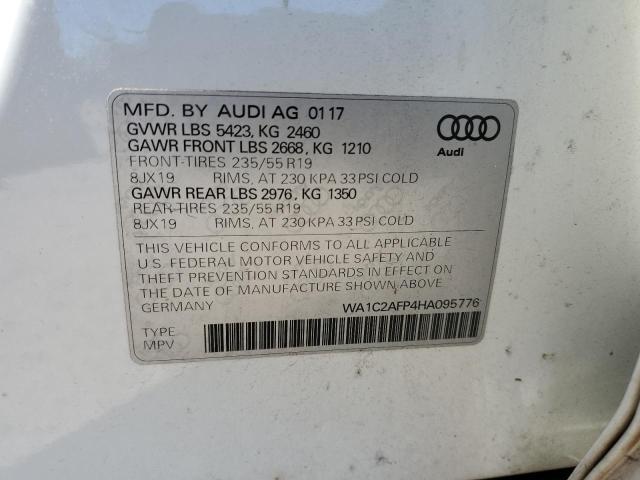 MFD. BY AUDI AG 01 17
GVWR LBS 5423, KG 2460
GAWR FRONT LBS 2668, KG 1210
FRONT-TIRES 235/55 R19
8JX19 RIMS, AT 230 KPA 33 PSI COLD
GAWR REAR LBS 2976, KG 1350
REAR-TIRES 235/55 R19
8JX19 RIMS, AT 230 KPA 33 PSI COLD
Audi
THIS VEHICLE CONFORMS TO ALL APPLICABLE
U.S. FEDERAL MOTOR VEHICLE SAFETY AND
THEFT PREVENTION STANDARDS IN EFFECT ON
THE DATE OF MANUFACTURE SHOWN ABOVE
GERMANY WA1C2AFP4HA095776
TYPE
MPV